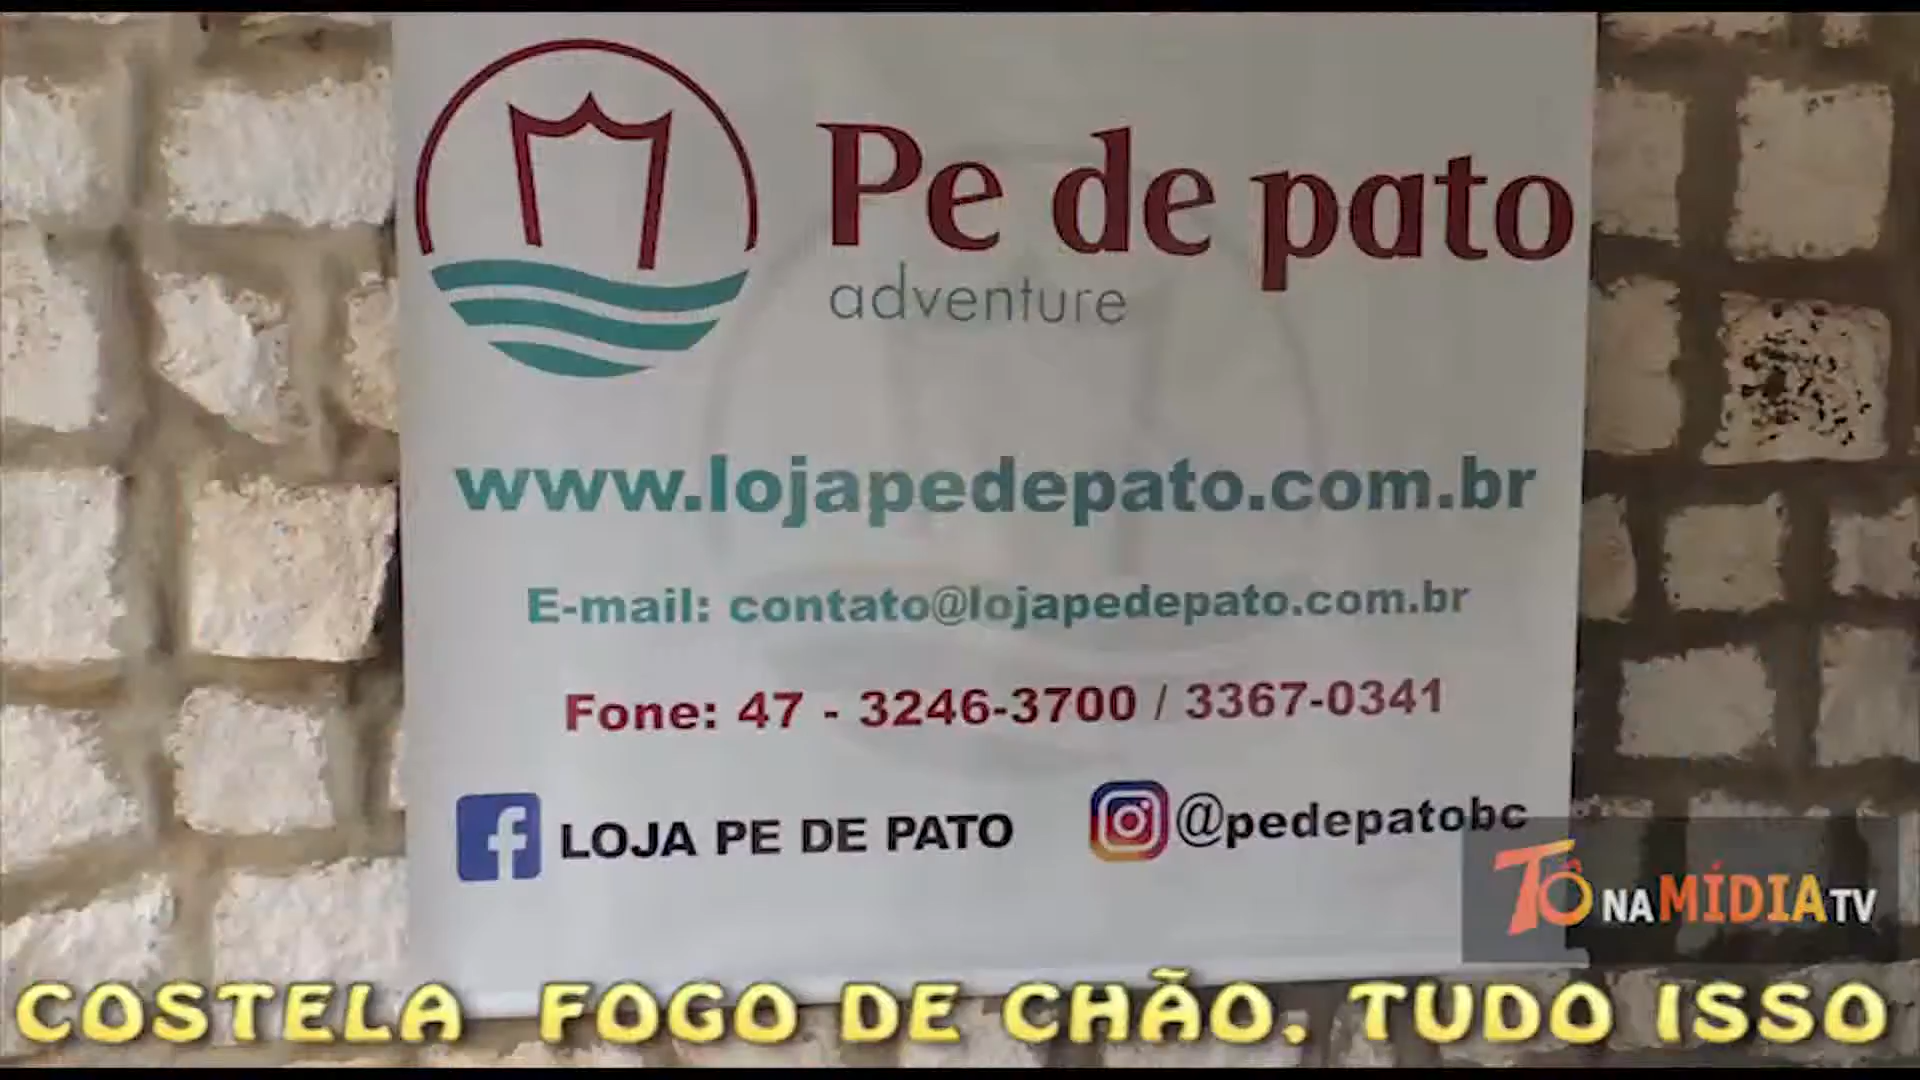 Pe de pato
adventure
www.lojapedepato.com.br
E-mail: contato@lojapedepato.com.br
Fone: 47 - 3246-3700 / 3367-0341
LOJA PE DE PATO
@pedepatobc
TÔ NA MÍDIA TV
COSTELA FOGO DE CHÃO. TUDO ISSO